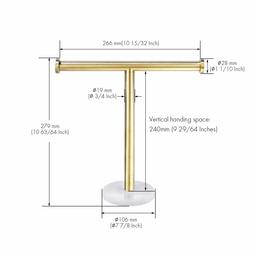 266 mm(10 15/32 Inch)
Ø28 mm
(Ø1 1/10 Inch)
Ø19 mm
(Ø 3/4 Inch)
Vertical handing space:
240mm (9 29/64 Inches)
279 mm
(10 63/64 Inch)
Ø106 mm
(Ø7 7/8 Inch)